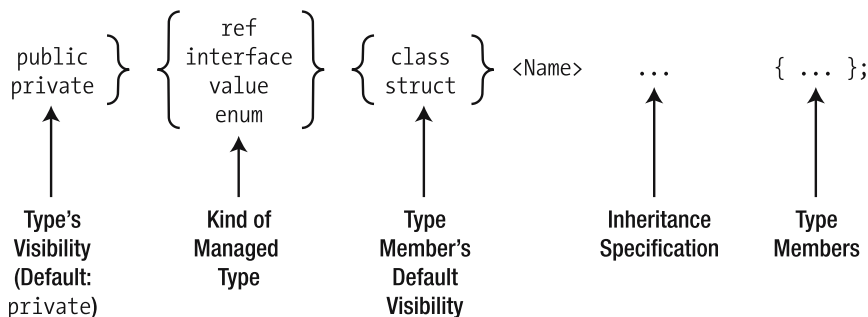 public
private
ref
interface
value
enum
class
struct
<Name>
...
{ ... };
Type's
Visibility
(Default:
private)
Kind of
Managed
Type
Type
Member's
Default
Visibility
Inheritance
Specification
Type
Members